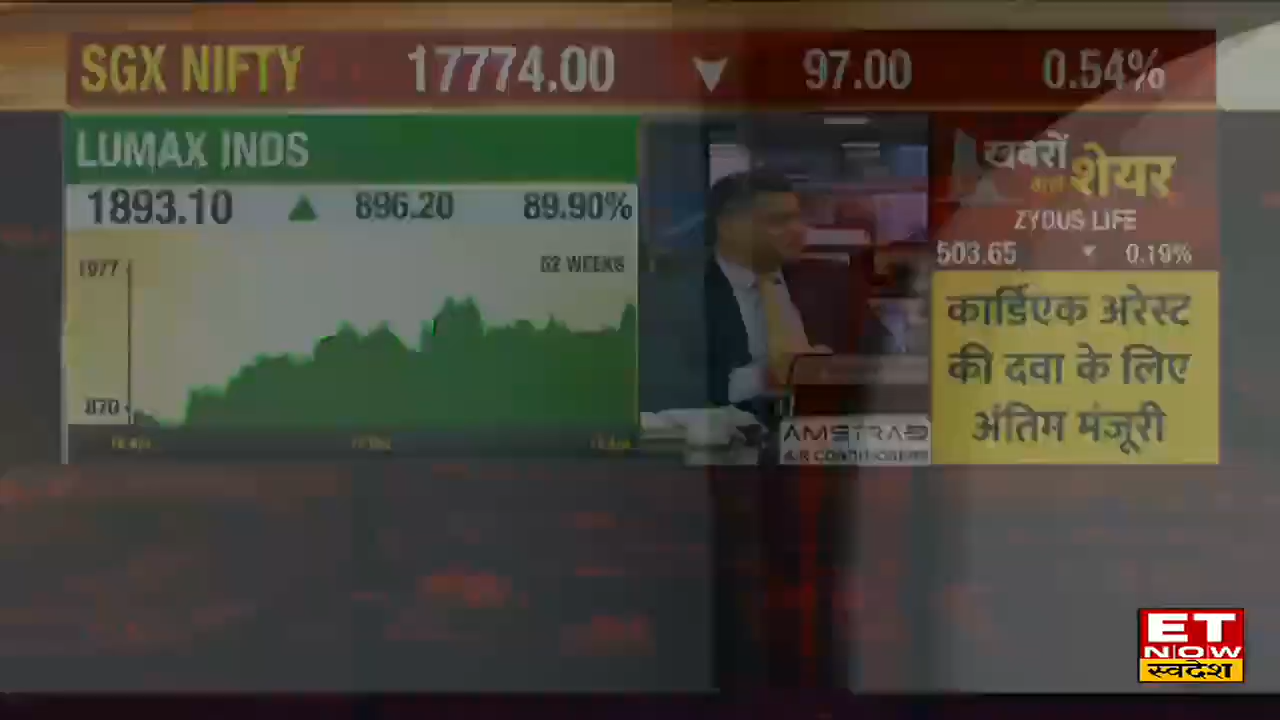 SGX NIFTY 17774.00 ▼ 97.00 0.54%
LUMAX INDS
1893.10 ▲ 896.20 89.90%
1977
52 WEEKS
870
खबरों
वाले शेयर
ZYDUS LIFE
503.65 ▼ 0.19%
कार्डिएक अरेस्ट
की दवा के लिए
अंतिम मंजूरी
AMSTRAD
AIR CONDITIONERS
ET
NOW
स्वदेश